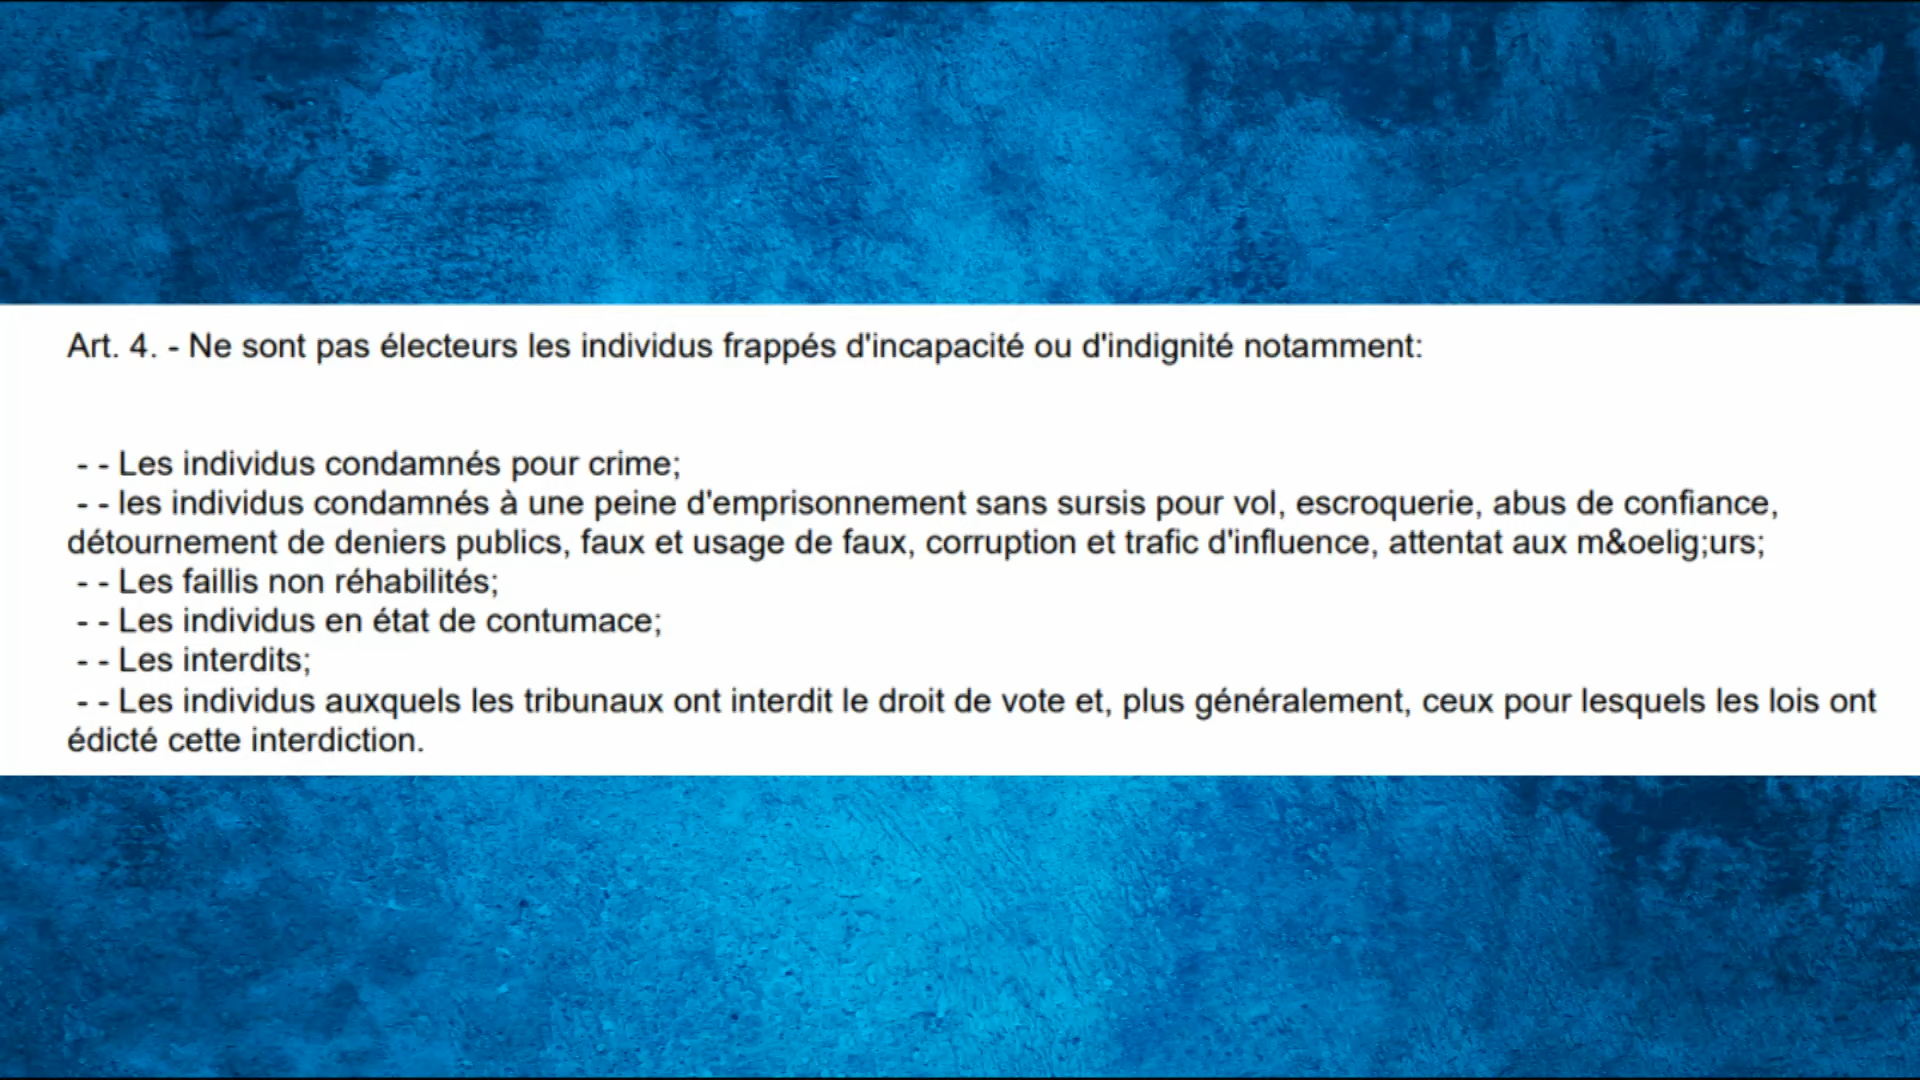 Art. 4. - Ne sont pas électeurs les individus frappés d'incapacité ou d'indignité notamment:
- - Les individus condamnés pour crime;
- - les individus condamnés à une peine d'emprisonnement sans sursis pour vol, escroquerie, abus de confiance,
détournement de deniers publics, faux et usage de faux, corruption et trafic d'influence, attentat aux m&oelig;urs;
- - Les faillis non réhabilités;
- - Les individus en état de contumace;
- - Les interdits;
- - Les individus auxquels les tribunaux ont interdit le droit de vote et, plus généralement, ceux pour lesquels les lois ont
édicté cette interdiction.